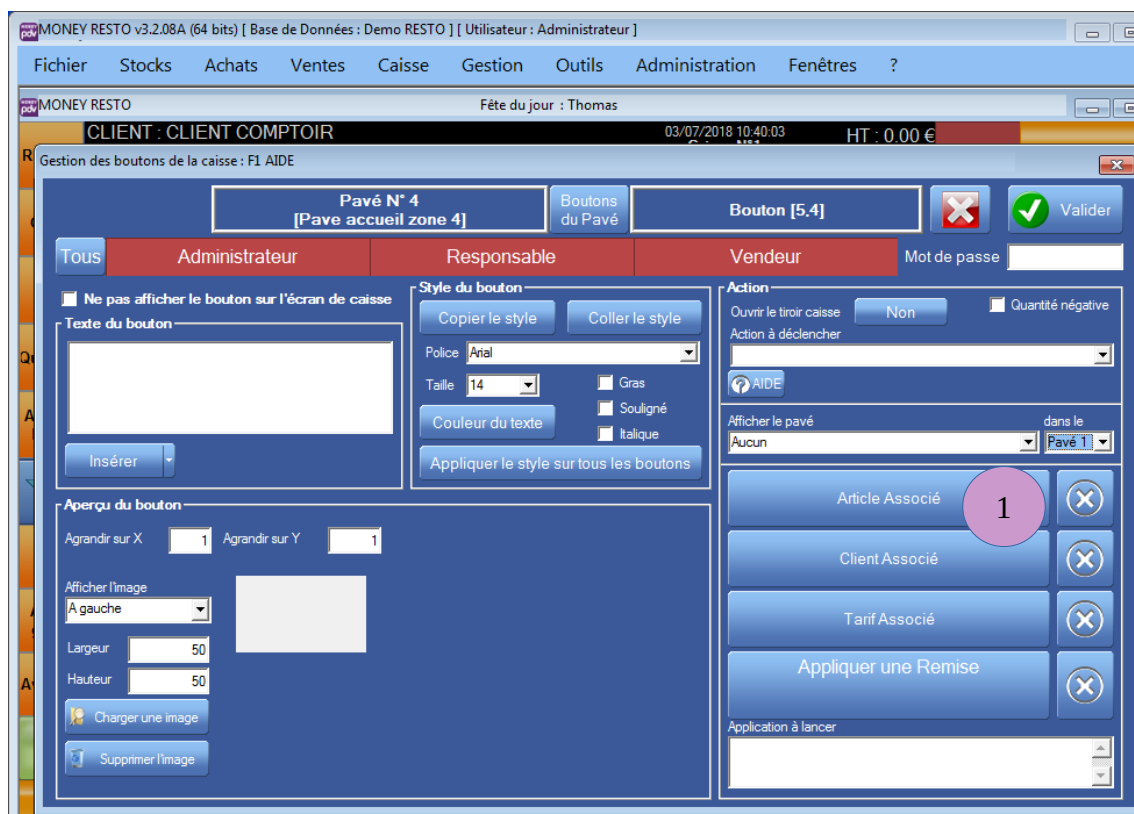 MONEY RESTO v3.2.08A (64 bits) [ Base de Données : Demo RESTO ] [ Utilisateur : Administrateur ]
Fichier Stocks Achats Ventes Caisse Gestion Outils Administration Fenêtres ?
MONEY RESTO Fête du jour : Thomas
CLIENT : CLIENT COMPTOIR 03/07/2018 10:40:03 HT : 0.00 €
Gestion des boutons de la caisse : F1 AIDE
Pavé N° 4 Boutons
[Pave accueil zone 4] du Pavé Bouton [5,4] Valider
Tous Administrateur Responsable Vendeur Mot de passe
Ne pas afficher le bouton sur l'écran de caisse
Texte du bouton
Insérer
Style du bouton
Copier le style Coller le style
Police Arial
Taille 14 Gras
Souligné
Couleur du texte
Italique
Appliquer le style sur tous les boutons
Action
Ouvrir le tiroir caisse Non Quantité négative
Action à déclencher
AIDE
Afficher le pavé dans le
Aucun Pavé 1
Article Associé 1
Client Associé
Tarif Associé
Appliquer une Remise
Application à lancer
Aperçu du bouton
Agrandir sur X 1 Agrandir sur Y 1
Afficher l'image
A gauche
Largeur 50
Hauteur 50
Charger une image
Supprimer l'image